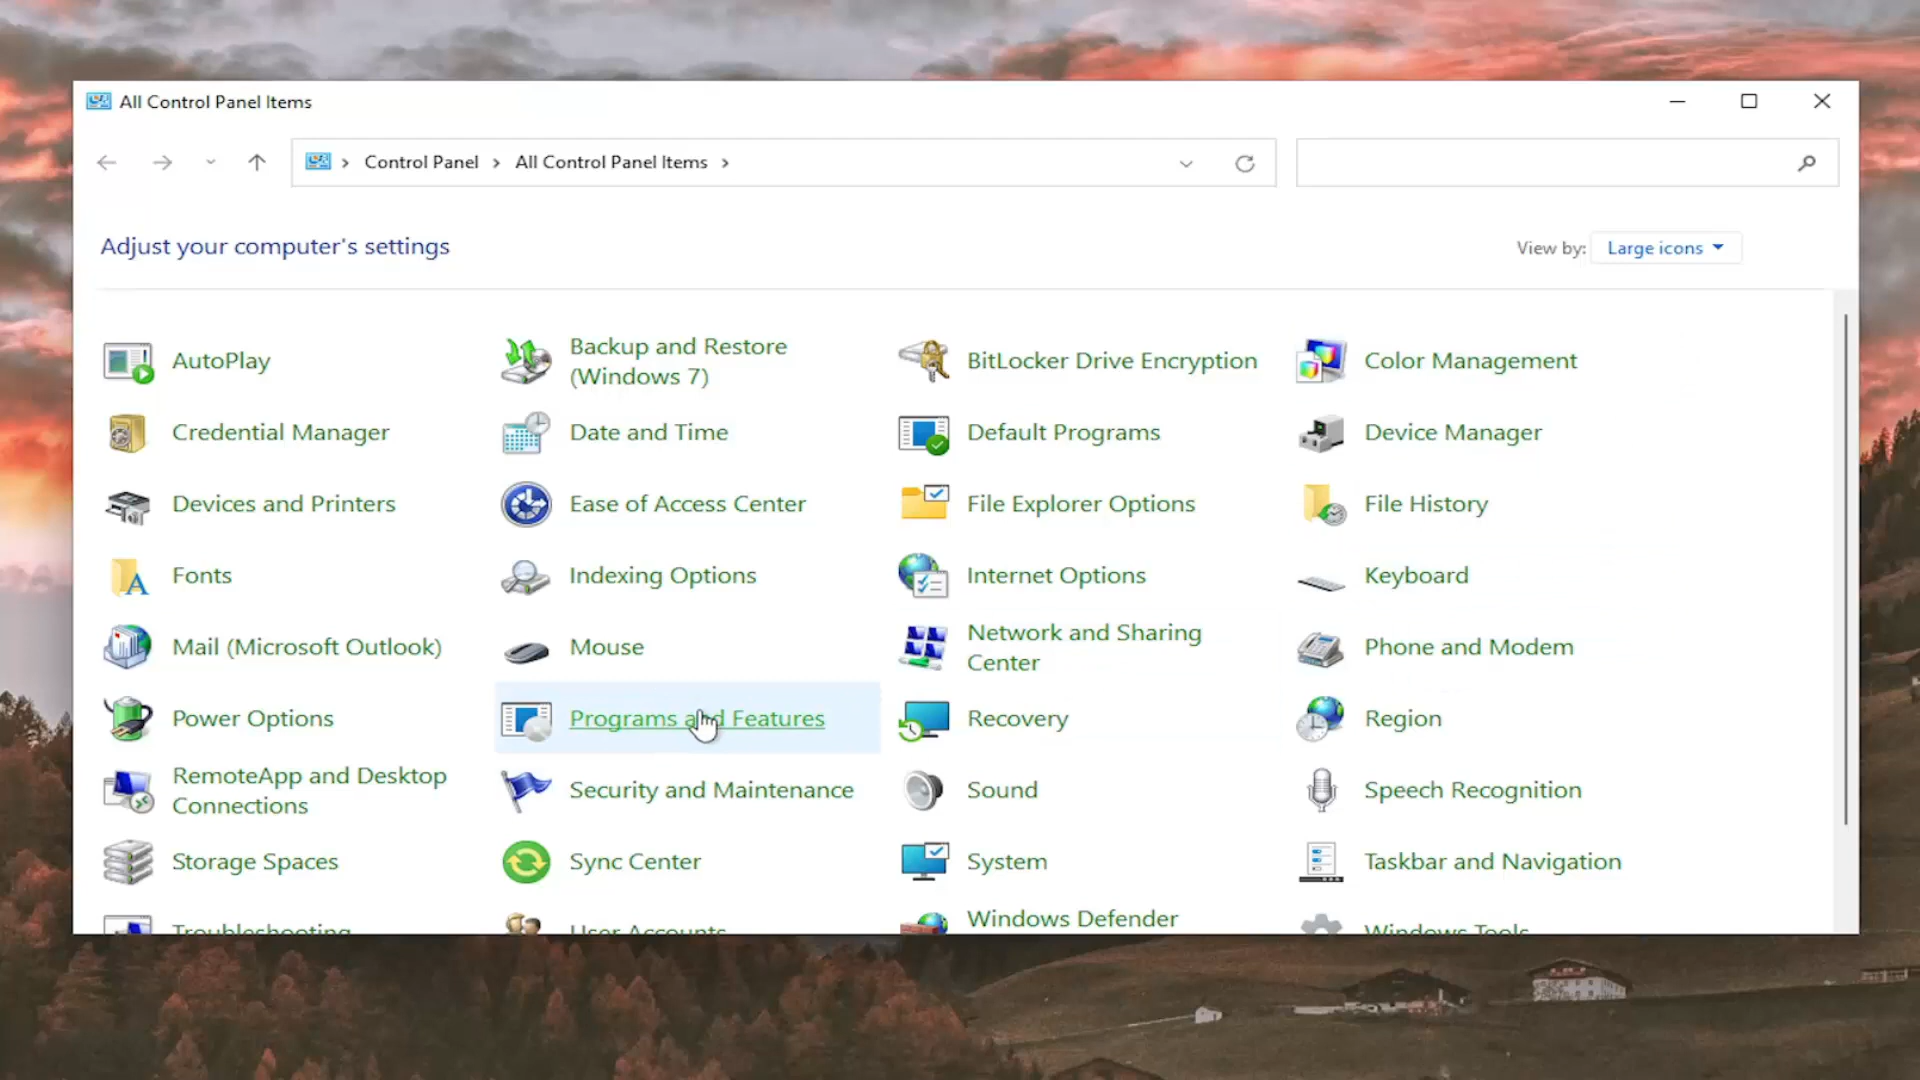 All Control Panel Items
Control Panel
All Control Panel Items
Adjust your computer's settings
View by: Large icons
AutoPlay
Backup and Restore
(Windows 7)
BitLocker Drive Encryption
Color Management
Credential Manager
Date and Time
Default Programs
Device Manager
Devices and Printers
Ease of Access Center
File Explorer Options
File History
Fonts
Indexing Options
Internet Options
Keyboard
Mail (Microsoft Outlook)
Mouse
Network and Sharing
Center
Phone and Modem
Power Options
Programs and Features
Recovery
Region
RemoteApp and Desktop
Connections
Security and Maintenance
Sound
Speech Recognition
Storage Spaces
Sync Center
System
Taskbar and Navigation
Troubleshooting
User Accounts
Windows Defender
Windows Tools